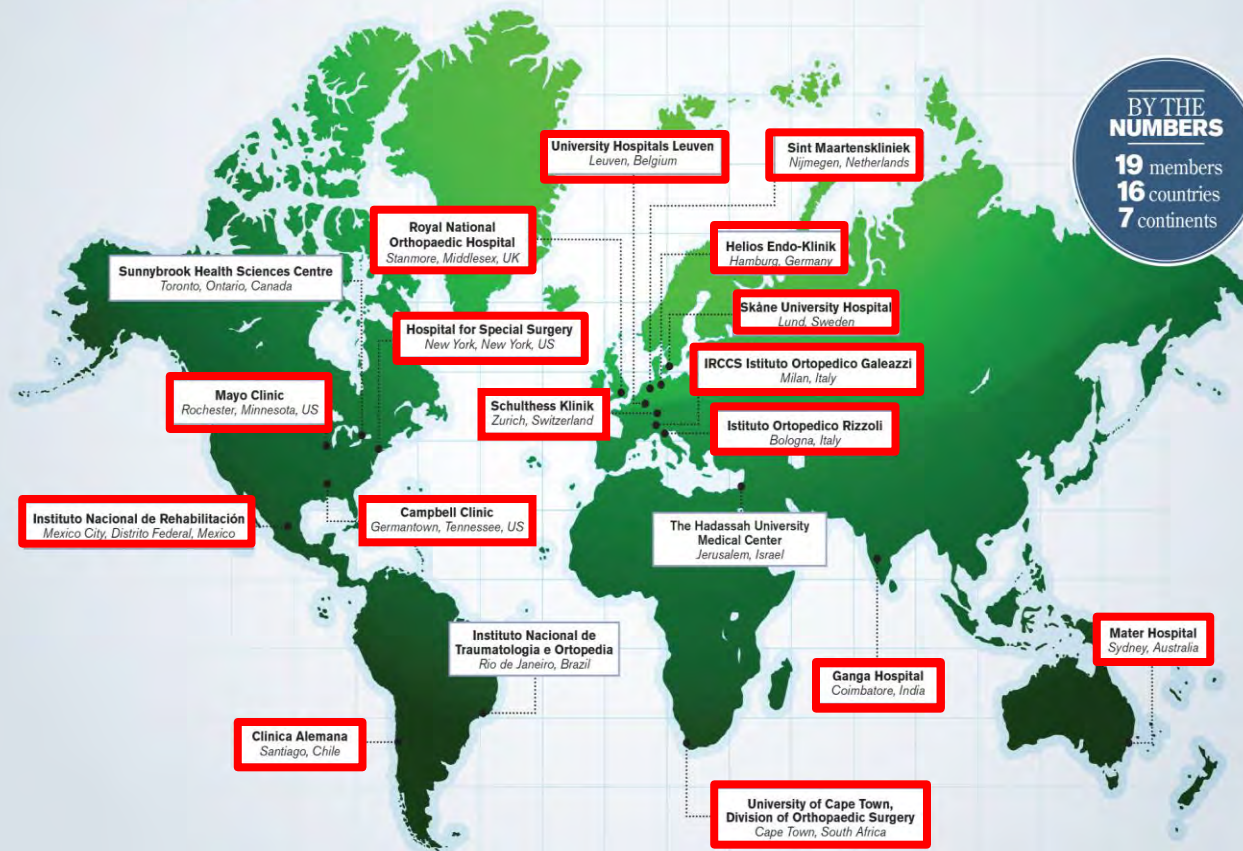 BY THE
NUMBERS
19 members
16 countries
7 continents
University Hospitals Leuven
Leuven, Belgium
Sint Maartenskliniek
Nijmegen, Netherlands
Royal National
Orthopaedic Hospital
Stanmore, Middlesex, UK
Helios Endo-Klinik
Hamburg, Germany
Sunnybrook Health Sciences Centre
Toronto, Ontario, Canada
Skåne University Hospital
Lund, Sweden
Hospital for Special Surgery
New York, New York, US
IRCCS Istituto Ortopedico Galeazzi
Milan, Italy
Mayo Clinic
Rochester, Minnesota, US
Schulthess Klinik
Zurich, Switzerland
Istituto Ortopedico Rizzoli
Bologna, Italy
Instituto Nacional de Rehabilitación
Mexico City, Distrito Federal, Mexico
Campbell Clinic
Germantown, Tennessee, US
The Hadassah University
Medical Center
Jerusalem, Israel
Instituto Nacional de
Traumatologia e Ortopedia
Rio de Janeiro, Brazil
Mater Hospital
Sydney, Australia
Ganga Hospital
Coimbatore, India
Clinica Alemana
Santiago, Chile
University of Cape Town,
Division of Orthopaedic Surgery
Cape Town, South Africa